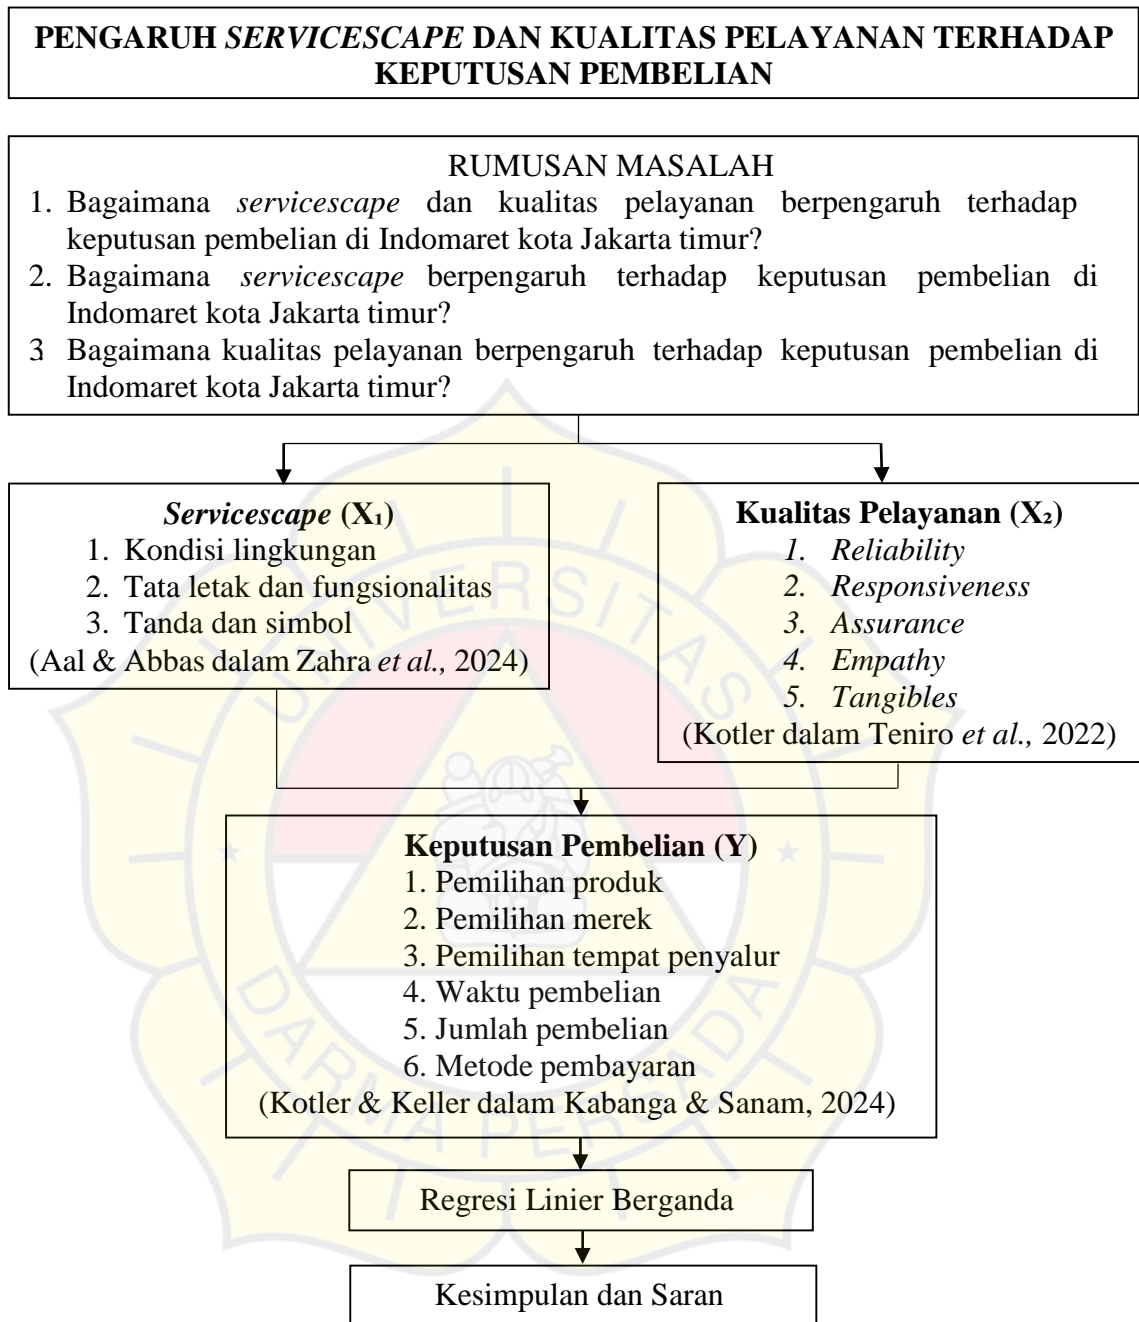 PENGARUH SERVICESCAPE DAN KUALITAS PELAYANAN TERHADAP
KEPUTUSAN PEMBELIAN
RUMUSAN MASALAH
1. Bagaimana servicescape dan kualitas pelayanan berpengaruh terhadap
keputusan pembelian di Indomaret kota Jakarta timur?
2. Bagaimana servicescape berpengaruh terhadap keputusan pembelian di
Indomaret kota Jakarta timur?
3. Bagaimana kualitas pelayanan berpengaruh terhadap keputusan pembelian di
Indomaret kota Jakarta timur?
Servicescape (X₁)
1. Kondisi lingkungan
2. Tata letak dan fungsionalitas
3. Tanda dan simbol
(Aal & Abbas dalam Zahra et al., 2024)
Kualitas Pelayanan (X₂)
1. Reliability
2. Responsiveness
3. Assurance
4. Empathy
5. Tangibles
(Kotler dalam Teniro et al., 2022)
Keputusan Pembelian (Y)
1. Pemilihan produk
2. Pemilihan merek
3. Pemilihan tempat penyalur
4. Waktu pembelian
5. Jumlah pembelian
6. Metode pembayaran
(Kotler & Keller dalam Kabanga & Sanam, 2024)
Regresi Linier Berganda
Kesimpulan dan Saran
UNIVERSITAS
DARMA PERSADA